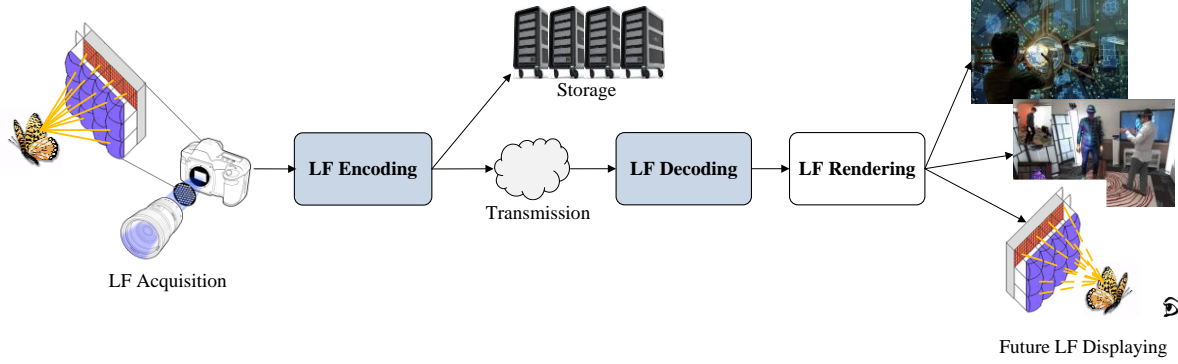 Storage
LF Encoding
LF Decoding
LF Rendering
Transmission
LF Acquisition
Future LF Displaying